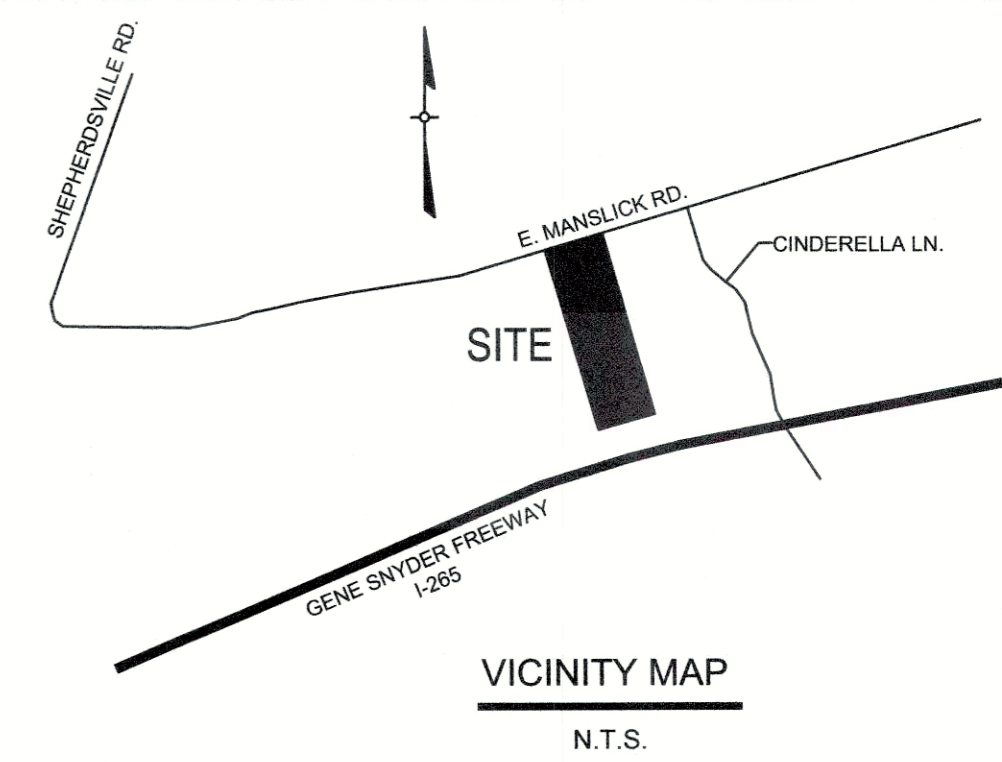 SHEPHERDSVILLE RD.
E. MANSLICK RD.
CINDERELLA LN.
SITE
GENE SNYDER FREEWAY
I-265
VICINITY MAP
N.T.S.